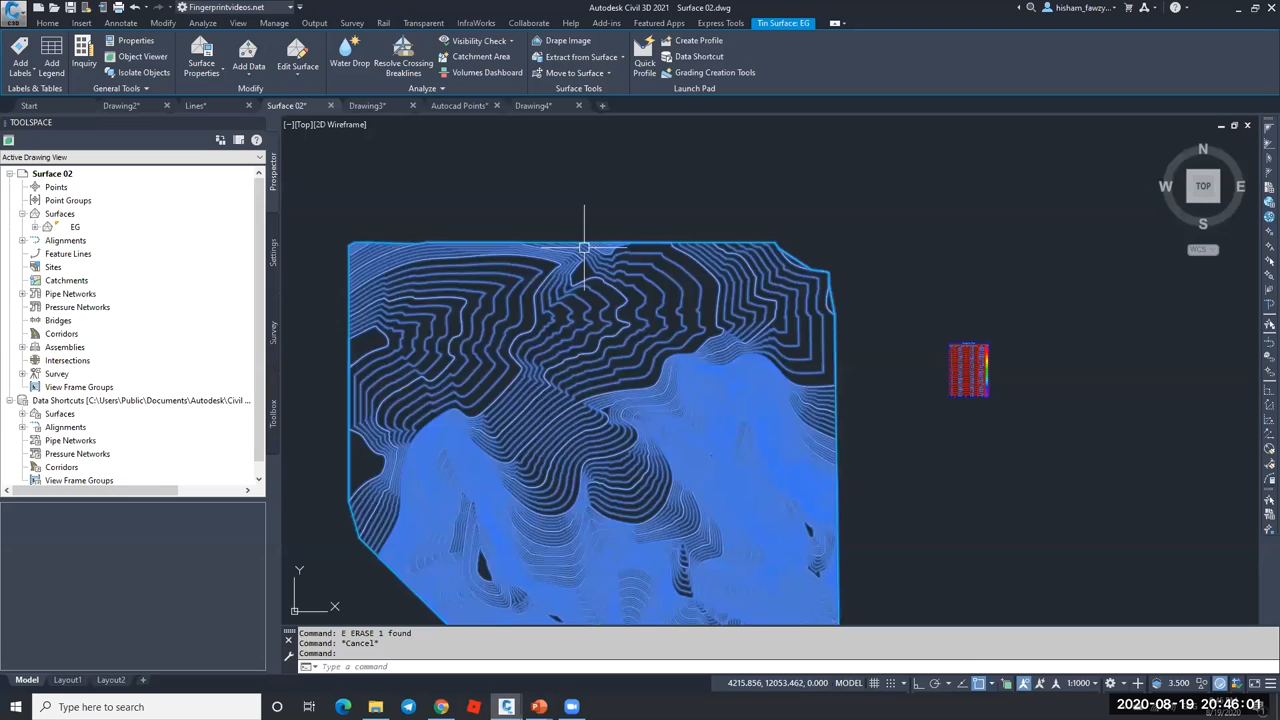 C3D
Fingerprintvideos.net
Autodesk Civil 3D 2021
Surface 02.dwg
hisham_fawzy...
Home
Insert
Annotate
Modify
Analyze
View
Manage
Output
Survey
Rail
Transparent
InfraWorks
Collaborate
Help
Add-ins
Featured Apps
Express Tools
Tin Surface: EG
Add Labels
Add Legend
Inquiry
Properties
Object Viewer
Isolate Objects
Surface Properties
Add Data
Edit Surface
Water Drop
Resolve Crossing Breaklines
Visibility Check
Catchment Area
Volumes Dashboard
Drape Image
Extract from Surface
Move to Surface
Quick Profile
Create Profile
Data Shortcut
Grading Creation Tools
Labels & Tables
General Tools
Modify
Analyze
Surface Tools
Launch Pad
Start
Drawing2*
Lines*
Surface 02*
Drawing3*
Autocad Points*
Drawing4*
TOOLSPACE
[−][Top][2D Wireframe]
Active Drawing View
Surface 02
Points
Point Groups
Surfaces
EG
Alignments
Feature Lines
Sites
Catchments
Pipe Networks
Pressure Networks
Bridges
Corridors
Assemblies
Intersections
Survey
View Frame Groups
Data Shortcuts [C:\Users\Public\Documents\Autodesk\Civil ...
Surfaces
Alignments
Pipe Networks
Pressure Networks
Corridors
View Frame Groups
Prospector
Settings
Survey
Toolbox
N
W
TOP
E
S
WCS
Y
X
Command: E ERASE 1 found
Command: *Cancel*
Command:
Type a command
Model
Layout1
Layout2
4215.856, 12053.462, 0.000
MODEL
1:1000
3.500
Type here to search
2020-08-19 20:46:01